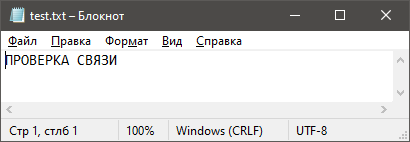 test.txt – Блокнот
Файл Правка Формат Вид Справка
ПРОВЕРКА СВЯЗИ
Стр 1, стлб 1 100% Windows (CRLF) UTF-8